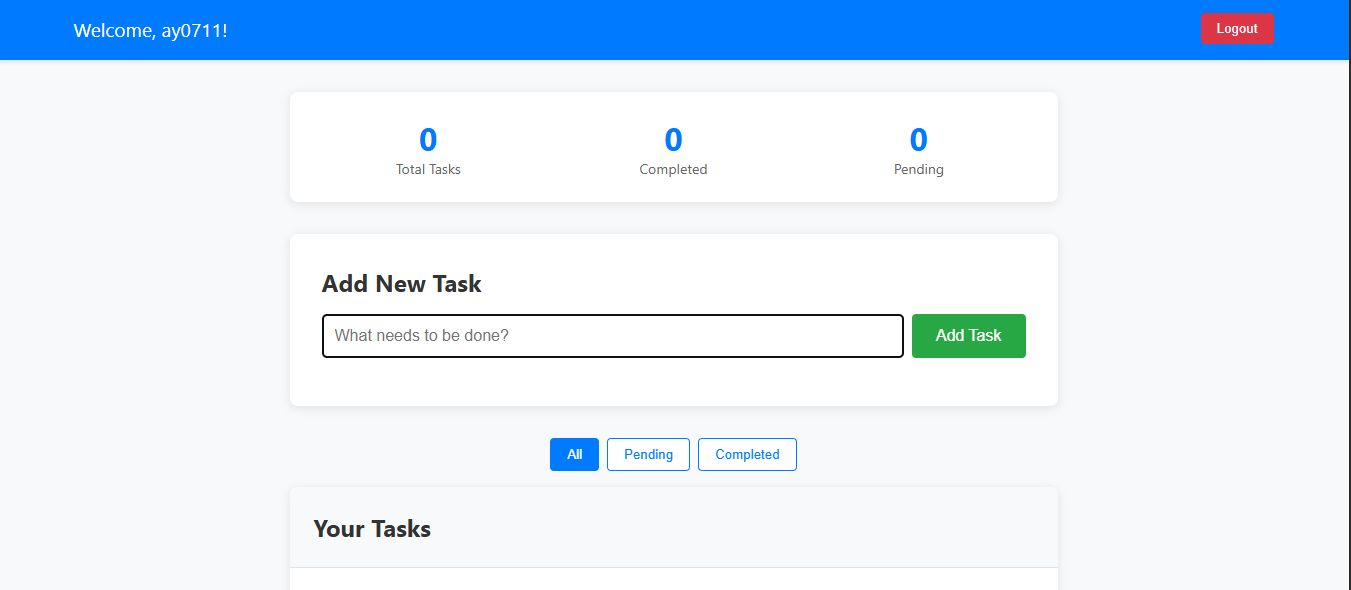 Welcome, ay0711!
Logout
0
Total Tasks
0
Completed
0
Pending
Add New Task
What needs to be done?
Add Task
All
Pending
Completed
Your Tasks